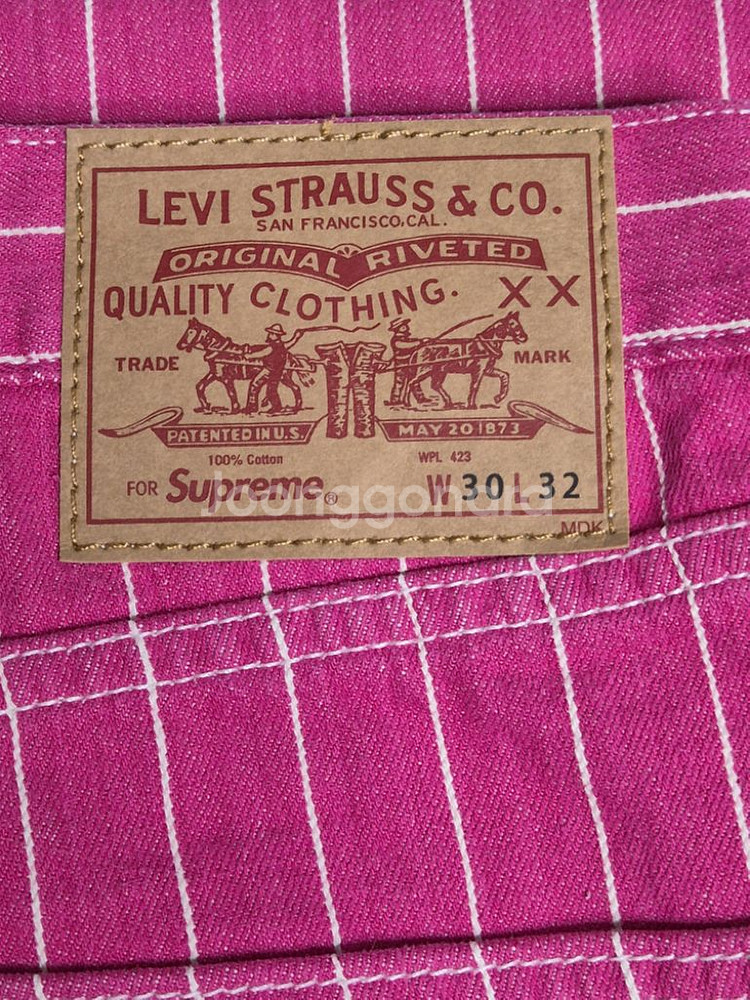 LEVI STRAUSS & CO.
SAN FRANCISCO, CAL.
ORIGINAL RIVETED
QUALITY CLOTHING. XX
TRADE MARK
PATENTED IN U.S. MAY 20 1873
100% Cotton WPL 423
FOR Supreme® W 30 L 32
Joonggonara
MDK